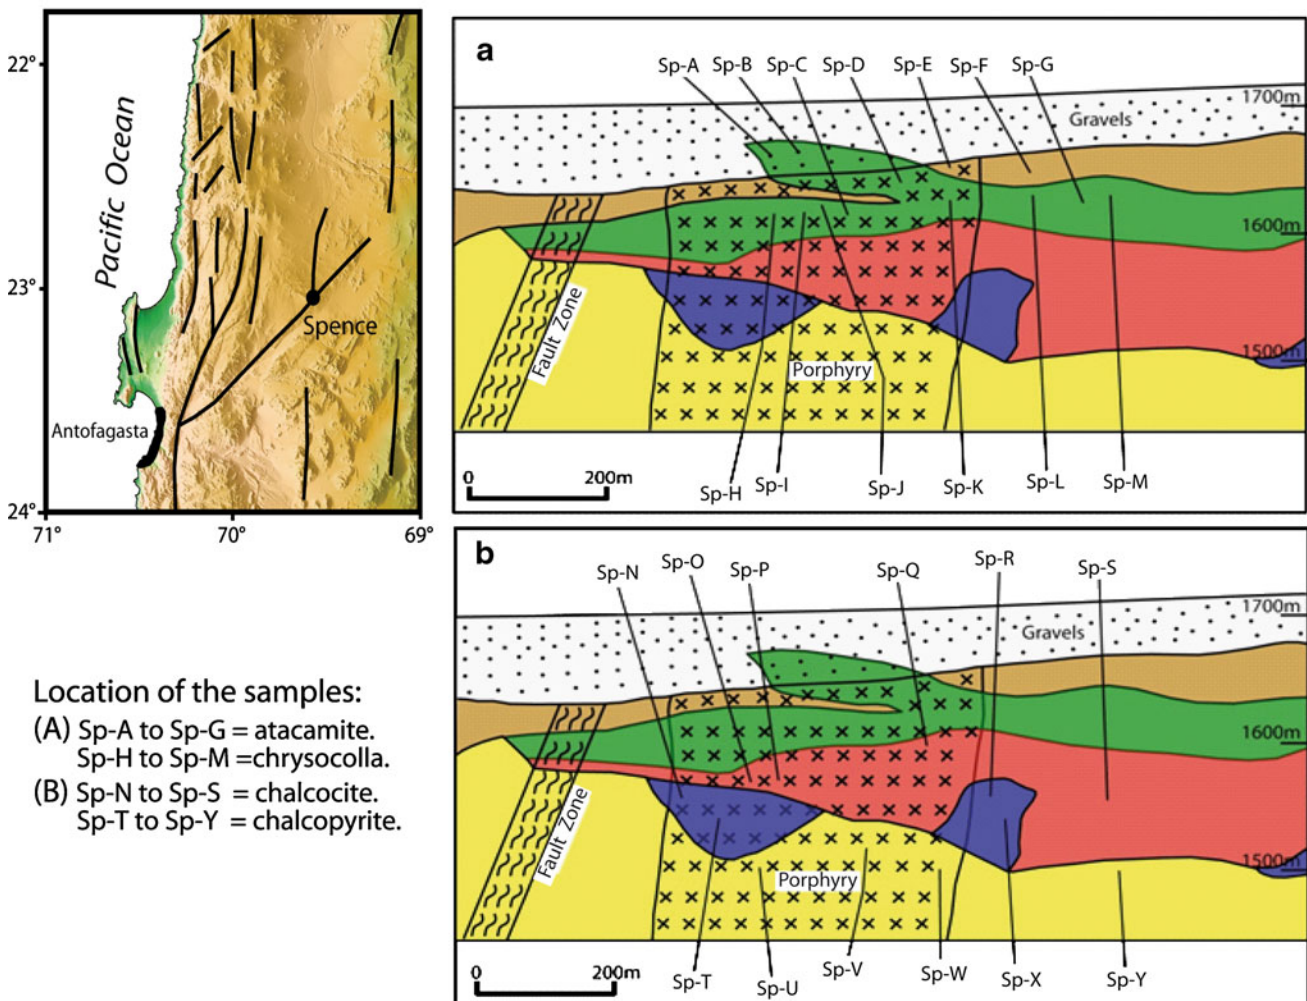 22°
23°
24°
71°
70°
69°
Pacific Ocean
Spence
Antofagasta
Location of the samples:
(A) Sp-A to Sp-G = atacamite.
Sp-H to Sp-M =chrysocolla.
(B) Sp-N to Sp-S = chalcocite.
Sp-T to Sp-Y = chalcopyrite.
a
Sp-A Sp-B Sp-C Sp-D Sp-E Sp-F Sp-G
1700m
Gravels
1600m
1500m
Fault Zone
Porphyry
0 200m
Sp-H Sp-I Sp-J Sp-K Sp-L Sp-M
b
Sp-N Sp-O Sp-P Sp-Q Sp-R Sp-S
1700m
Gravels
1600m
1500m
Fault Zone
Porphyry
0 200m
Sp-T Sp-U Sp-V Sp-W Sp-X Sp-Y